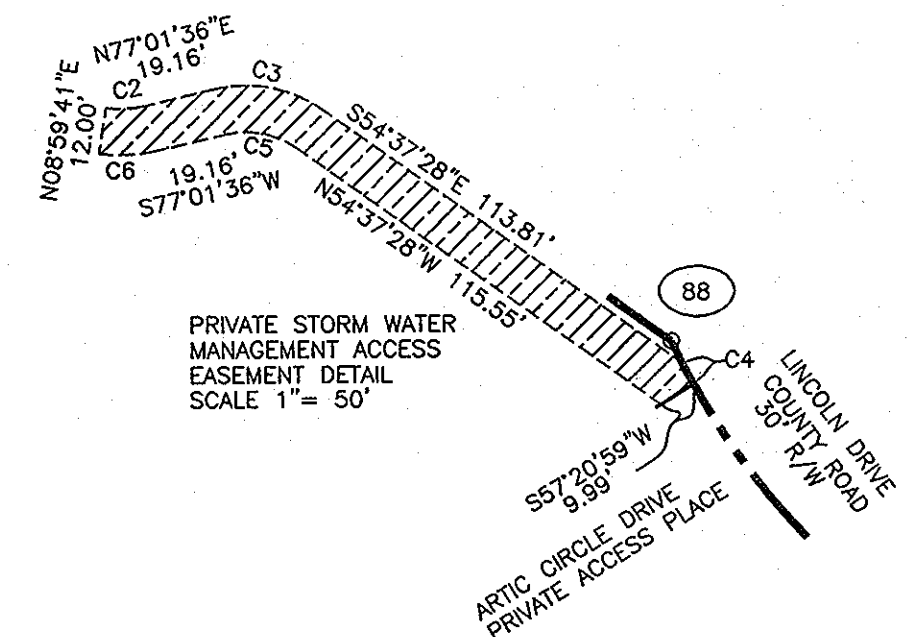 N77°01'36"E
19.16'
C2
C3
N08°59'41"E
12.00'
C6
C5
19.16'
S77°01'36"W
S54°37'28"E 113.81'
N54°37'28"W 115.55'
88
C4
PRIVATE STORM WATER
MANAGEMENT ACCESS
EASEMENT DETAIL
SCALE 1"= 50'
LINCOLN DRIVE
COUNTY ROAD
30' R/W
S57°20'59"W
9.99'
ARTIC CIRCLE DRIVE
PRIVATE ACCESS PLACE